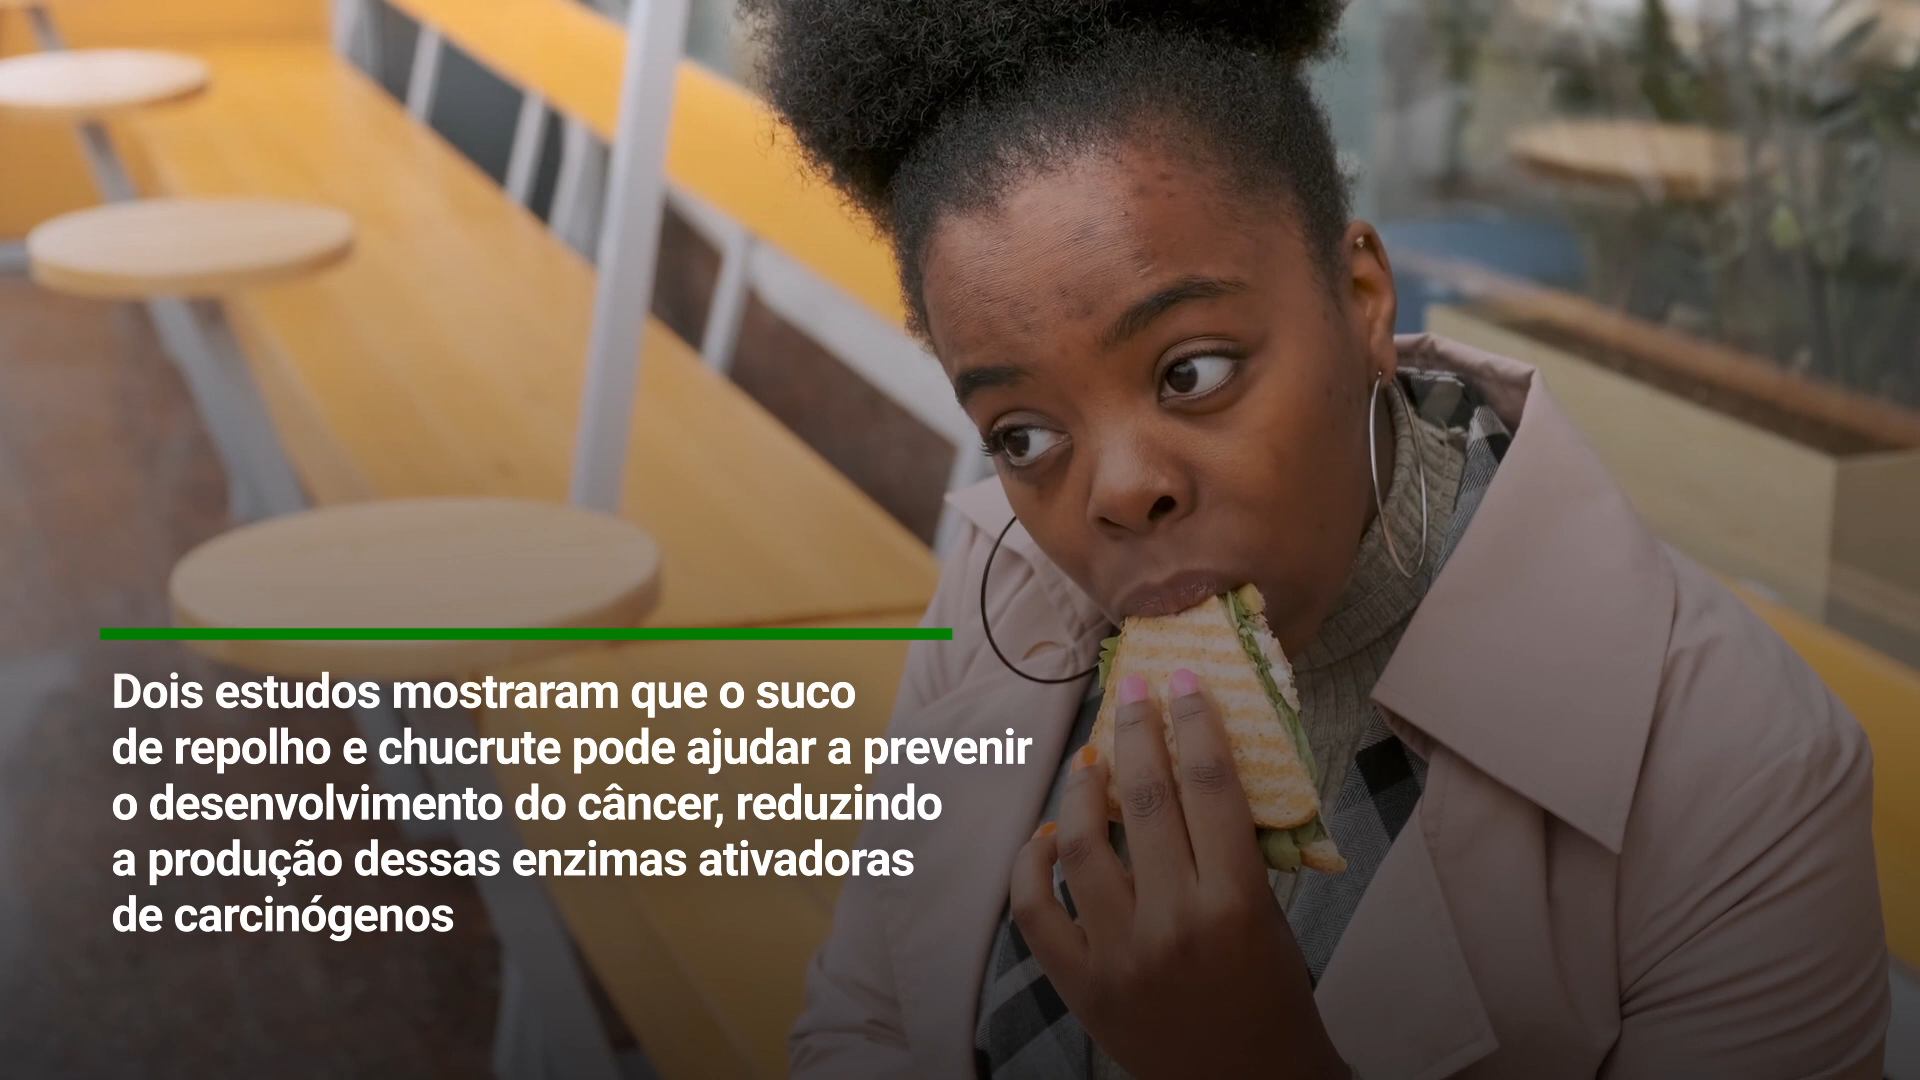 Dois estudos mostraram que o suco
de repolho e chucrute pode ajudar a prevenir
o desenvolvimento do câncer, reduzindo
a produção dessas enzimas ativadoras
de carcinógenos